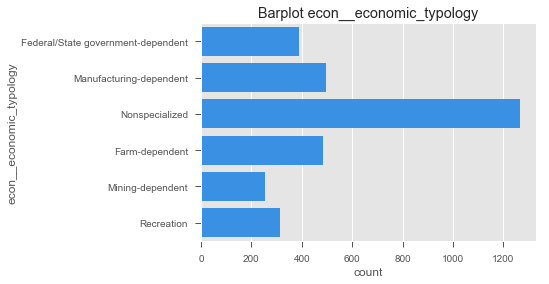 Barplot econ__economic_typology
econ__economic_typology
Federal/State government-dependent
Manufacturing-dependent
Nonspecialized
Farm-dependent
Mining-dependent
Recreation
0 200 400 600 800 1000 1200
count